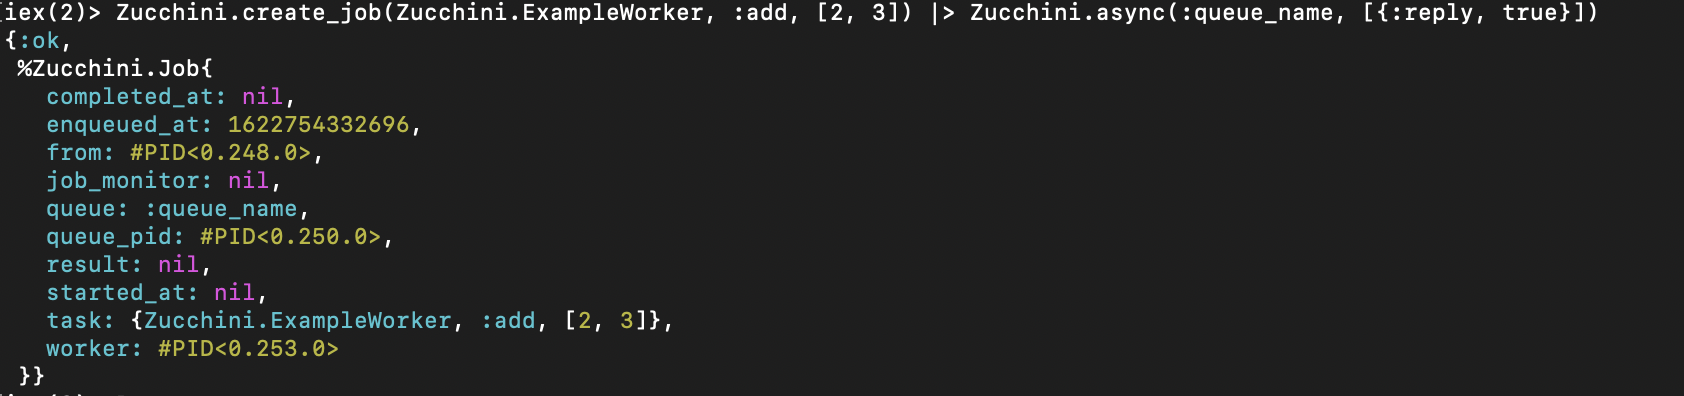 iex(2)> Zucchini.create_job(Zucchini.ExampleWorker, :add, [2, 3]) |> Zucchini.async(:queue_name, [{:reply, true}])
{:ok,
 %Zucchini.Job{
   completed_at: nil,
   enqueued_at: 1622754332696,
   from: #PID<0.248.0>,
   job_monitor: nil,
   queue: :queue_name,
   queue_pid: #PID<0.250.0>,
   result: nil,
   started_at: nil,
   task: {Zucchini.ExampleWorker, :add, [2, 3]},
   worker: #PID<0.253.0>
 }}